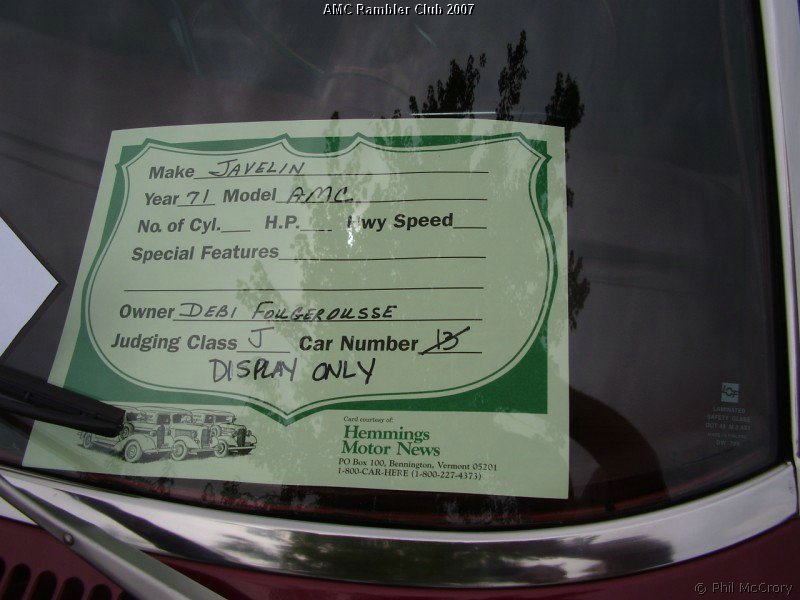 AMC Rambler Club 2007
Make JAVELIN
Year 71 Model AMC
No. of Cyl. H.P. Hwy Speed
Special Features
Owner DEBI FOUGEROUSSE
Judging Class J Car Number 13
DISPLAY ONLY
Card courtesy of:
Hemmings
Motor News
PO Box 100, Bennington, Vermont 05201
1-800-CAR-HERE (1-800-227-4373)
LOF
LAMINATED
SAFETY GLASS
© Phil McCrory